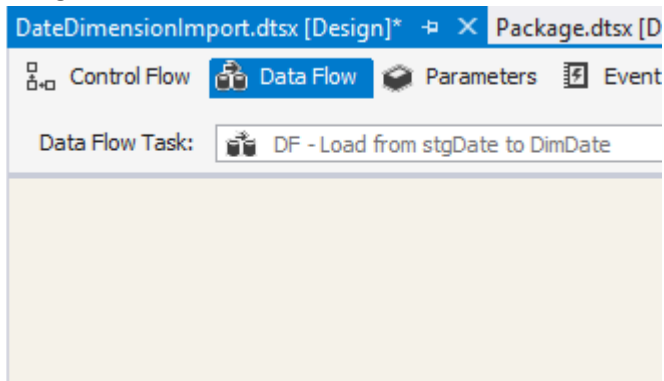 DateDimensionImport.dtsx [Design]* Package.dtsx [D
Control Flow Data Flow Parameters Event
Data Flow Task: DF - Load from stgDate to DimDate